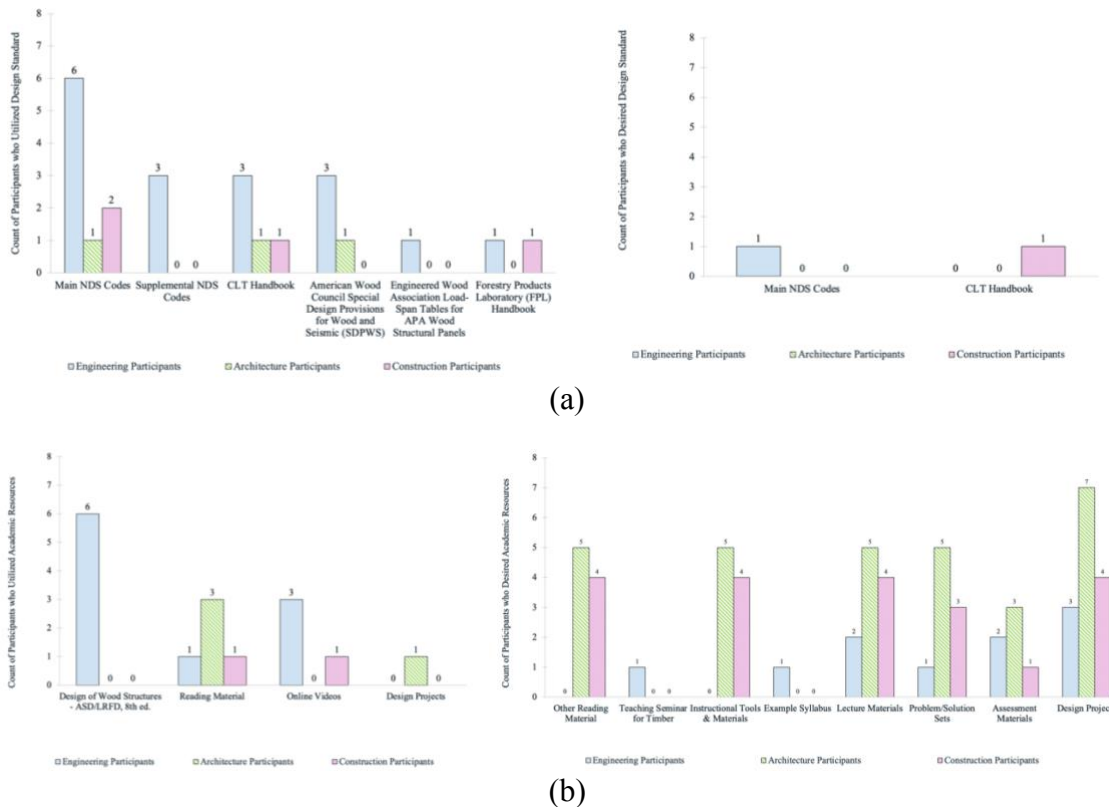 Count of Participants who Utilized Design Standard
8
7
6
5
4
3
2
1
0
6
1
2
3
0
0
3
1
1
3
1
0
1
0
0
1
0
1
Main NDS Codes
Supplemental NDS
Codes
CLT Handbook
American Wood
Council Special
Design Provisions
for Wood and
Seismic (SDPWS)
Engineered Wood
Association Load-
Span Tables for
APA Wood
Structural Panels
Forestry Products
Laboratory (FPL)
Handbook
Engineering Participants
Architecture Participants
Construction Participants
Count of Participants who Desired Design Standard
8
7
6
5
4
3
2
1
0
1
0
0
0
0
1
Main NDS Codes
CLT Handbook
Engineering Participants
Architecture Participants
Construction Participants
(a)
Count of Participants who Utilized Academic Resources
8
7
6
5
4
3
2
1
0
6
0
0
1
3
1
3
0
1
0
1
0
Design of Wood Structures
- ASD/LRFD, 8th ed.
Reading Material
Online Videos
Design Projects
Engineering Participants
Architecture Participants
Construction Participants
Count of Participants who Desired Academic Resources
8
7
6
5
4
3
2
1
0
0
5
4
1
0
0
0
5
4
1
0
0
2
5
4
1
5
3
2
3
1
3
7
4
Other Reading
Material
Teaching Seminar
for Timber
Instructional Tools
& Materials
Example Syllabus
Lecture Materials
Problem/Solution
Sets
Assessment
Materials
Design Project
Engineering Participants
Architecture Participants
Construction Participants
(b)